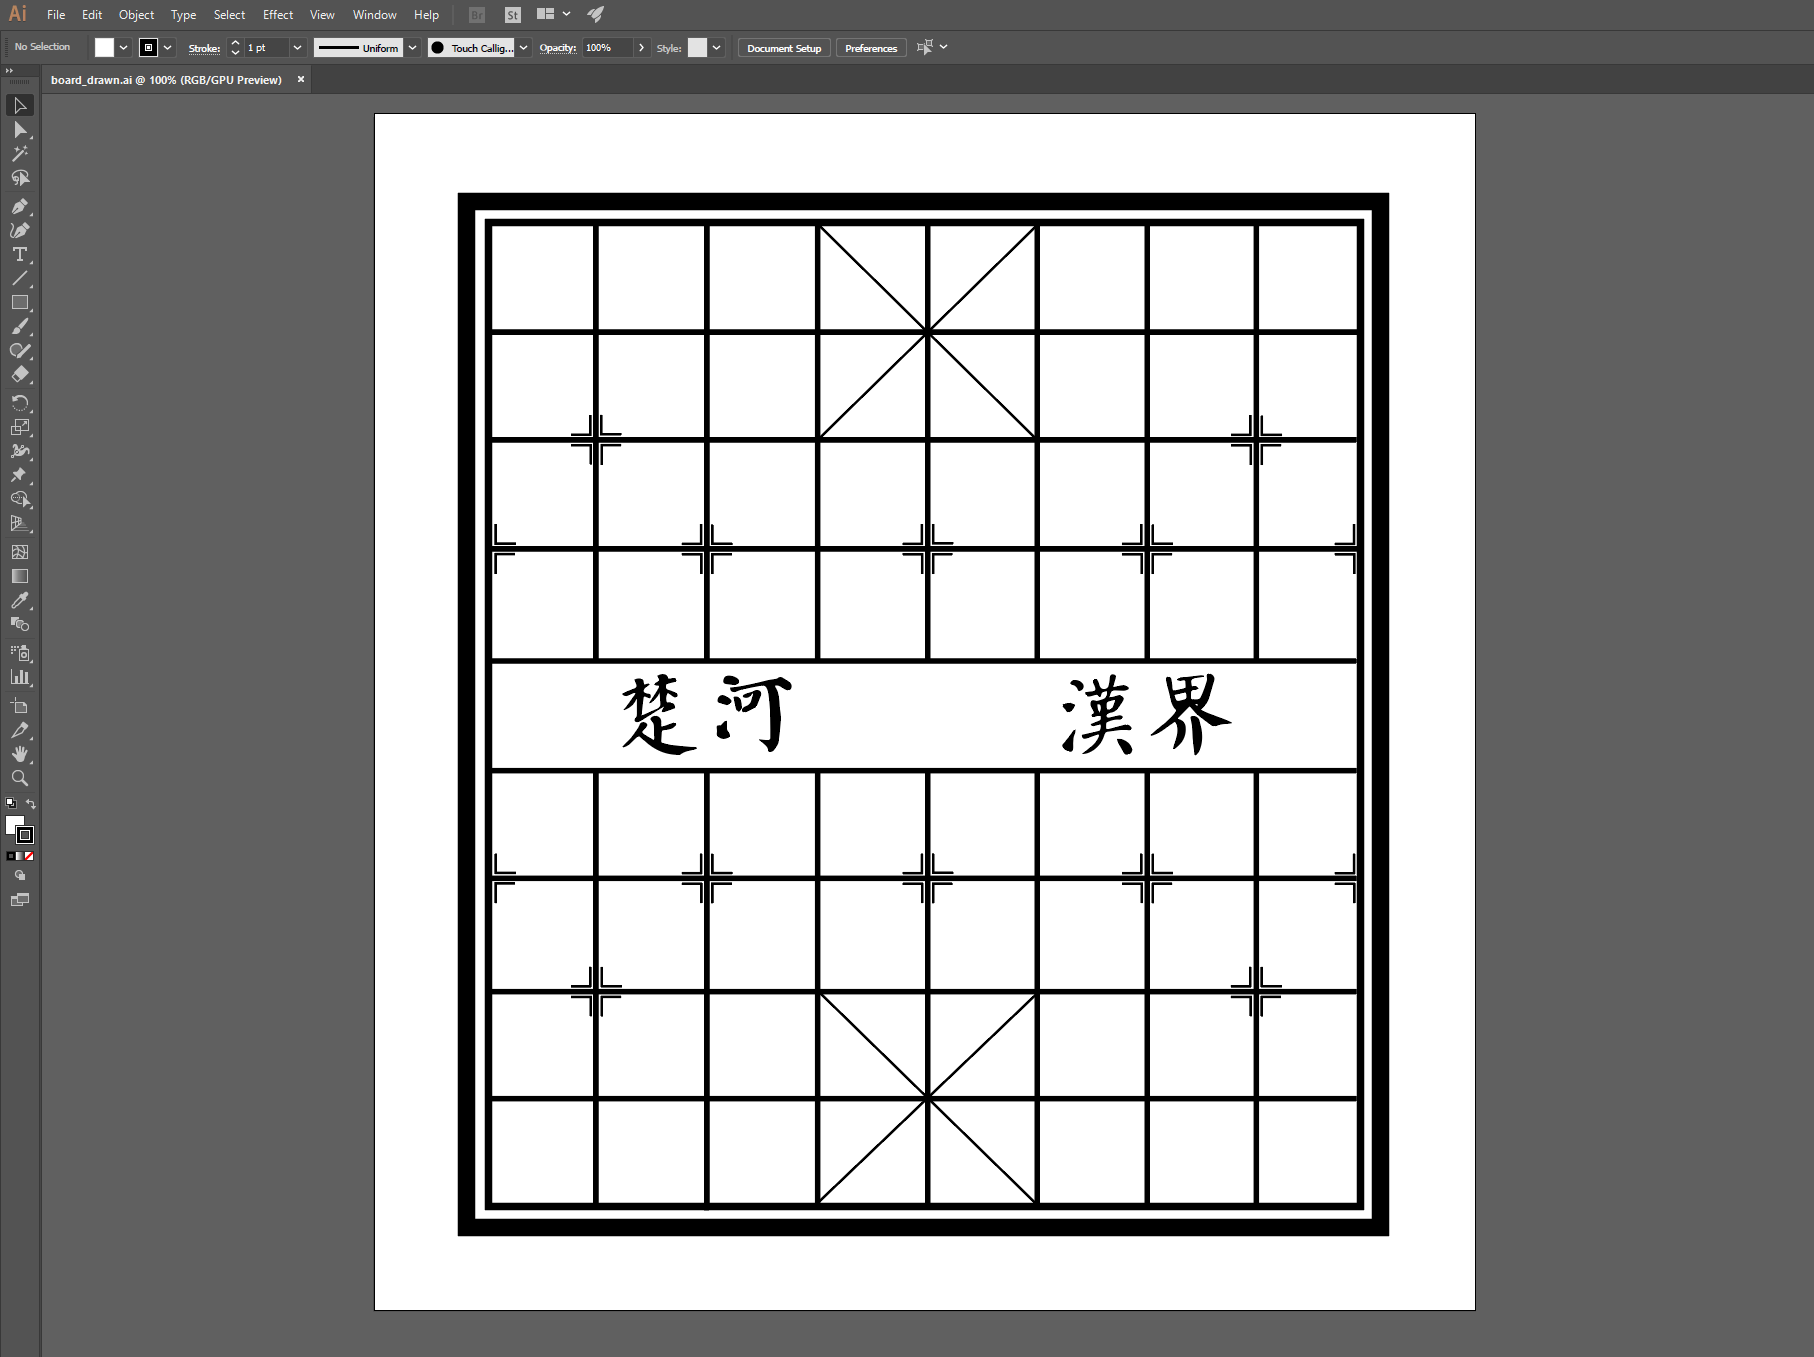 Ai File Edit Object Type Select Effect View Window Help Br St
No Selection Stroke: 1 pt Uniform Touch Callig... Opacity: 100% Style: Document Setup Preferences
board_drawn.ai @ 100% (RGB/GPU Preview) ×
楚河 漢界